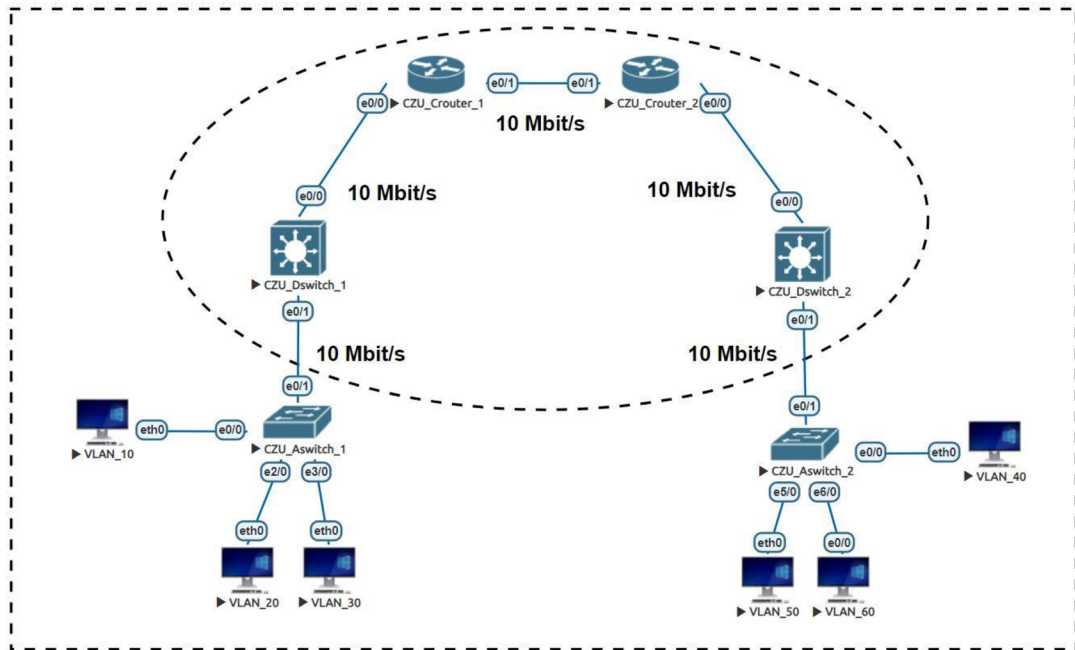 e0/0
CZU_Crouter_1
e0/1
e0/1
CZU_Crouter_2
e0/0
10 Mbit/s
10 Mbit/s
10 Mbit/s
e0/0
e0/0
CZU_Dswitch_1
CZU_Dswitch_2
e0/1
e0/1
10 Mbit/s
10 Mbit/s
e0/1
e0/1
eth0
e0/0
CZU_Aswitch_1
VLAN_10
e2/0
e3/0
e0/0
eth0
CZU_Aswitch_2
VLAN_40
e5/0
e6/0
eth0
eth0
eth0
e0/0
VLAN_20
VLAN_30
VLAN_50
VLAN_60